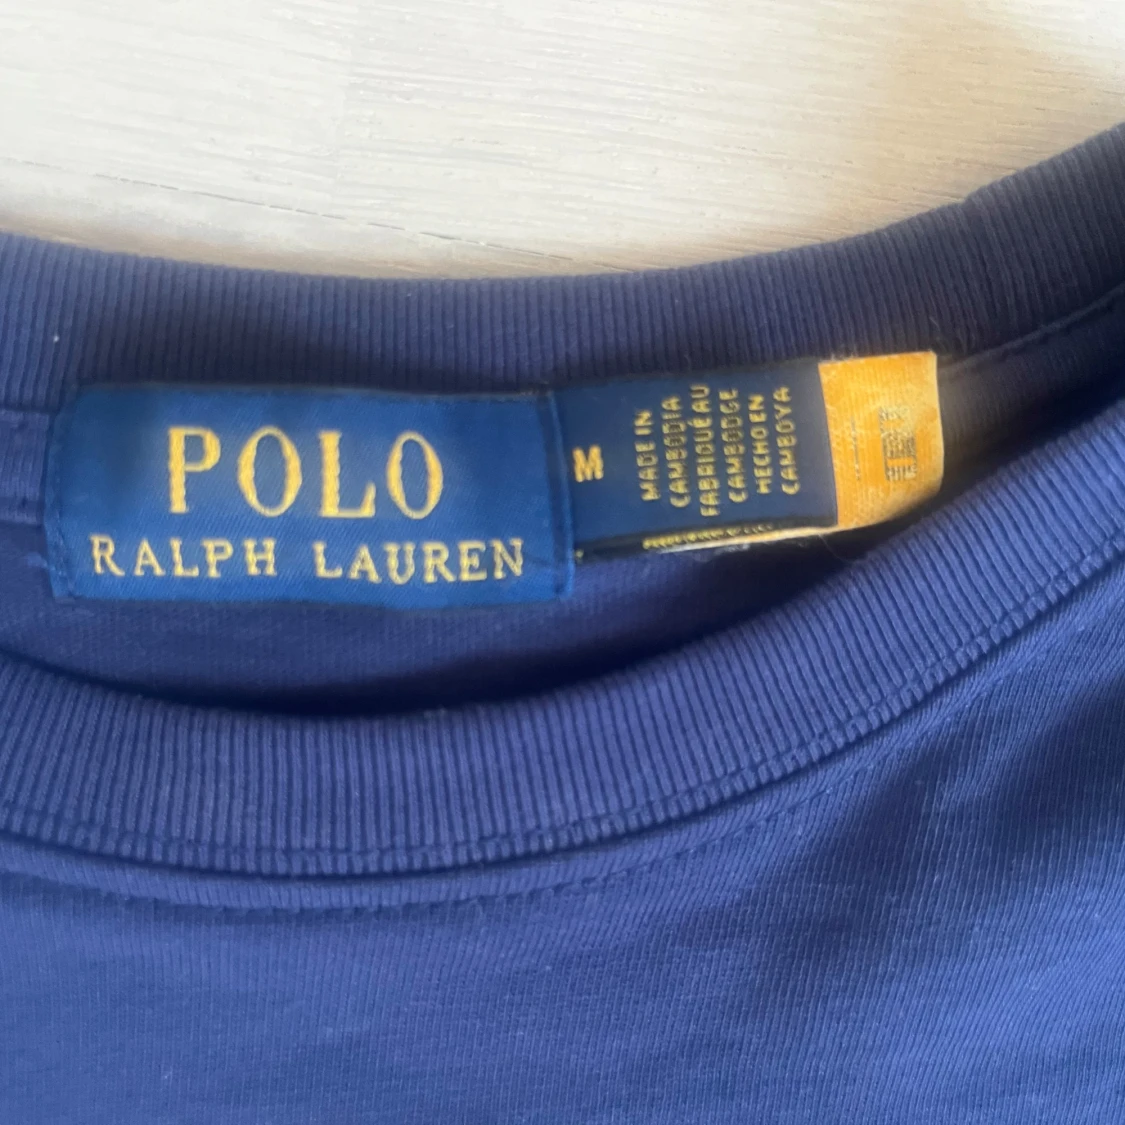 POLO
RALPH LAUREN
M
MADE IN
CAMBODIA
FABRIQUÉ AU
CAMBODGE
HECHO EN
CAMBOYA